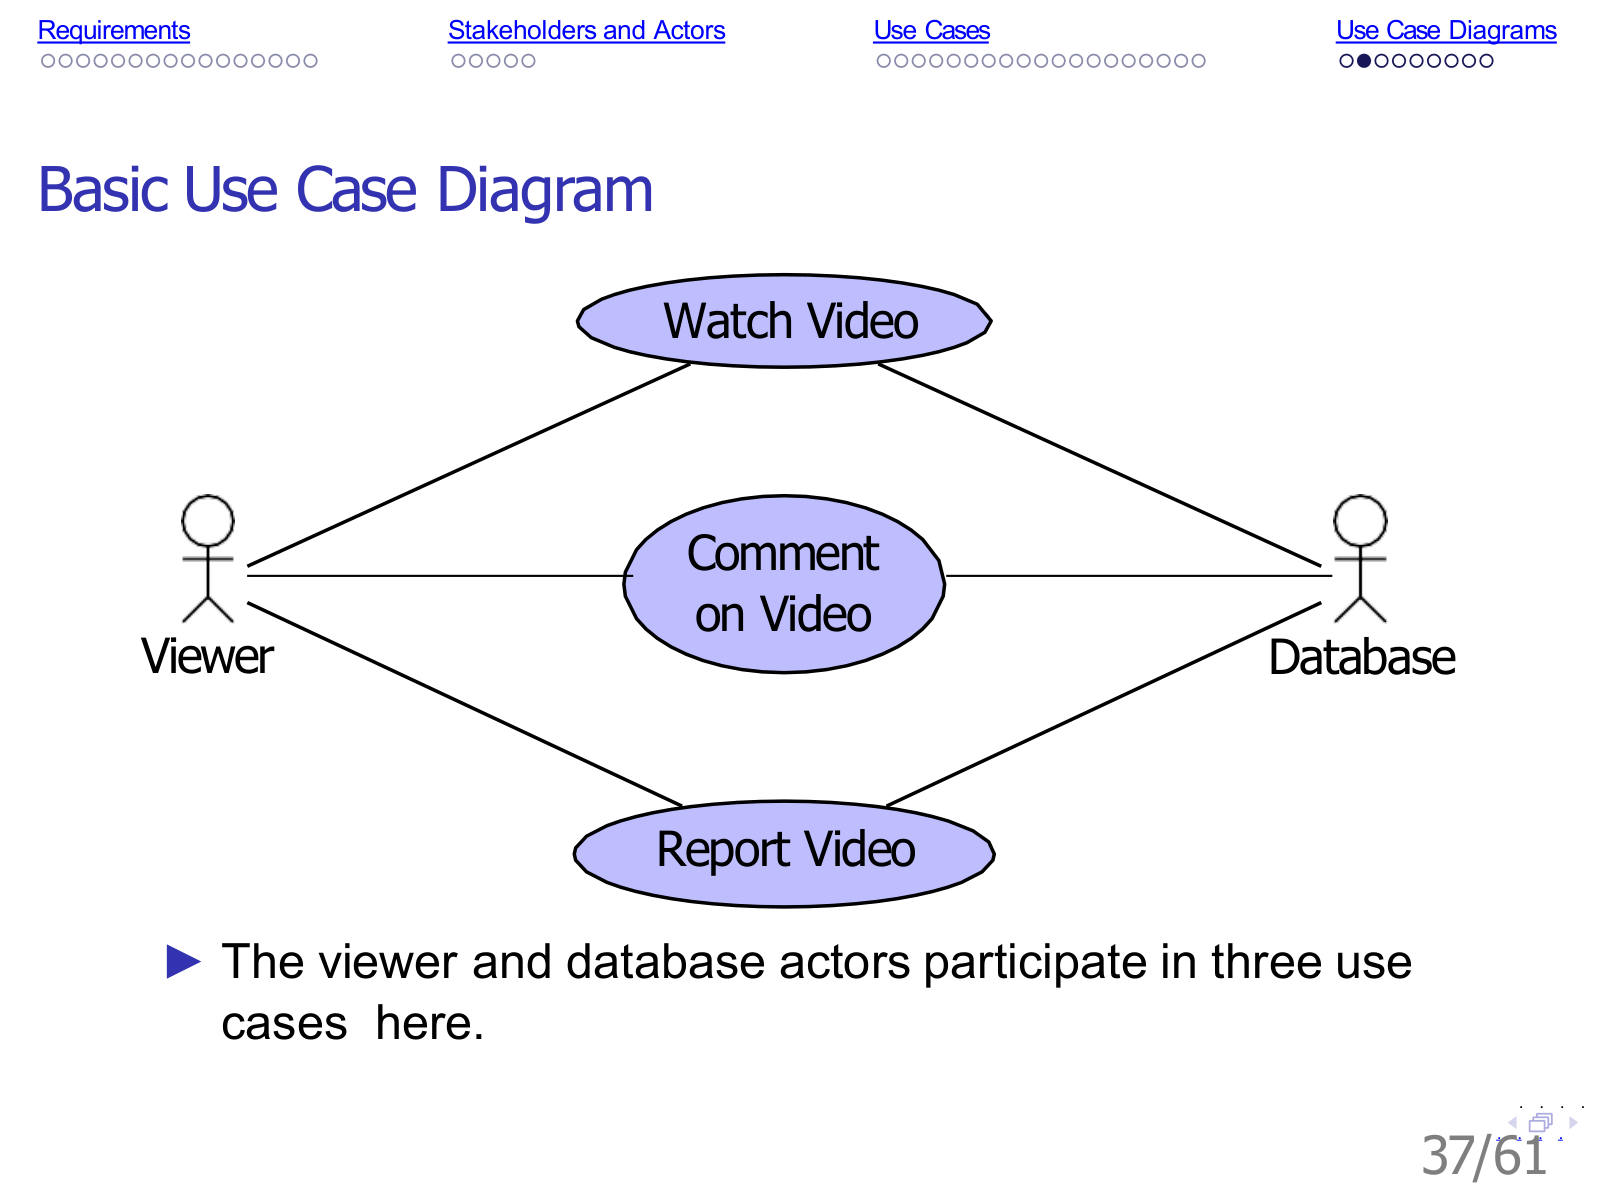 Requirements
Stakeholders and Actors
Use Cases
Use Case Diagrams
Basic Use Case Diagram
Watch Video
Comment
on Video
Viewer
Database
Report Video
The viewer and database actors participate in three use
cases here.
37/61